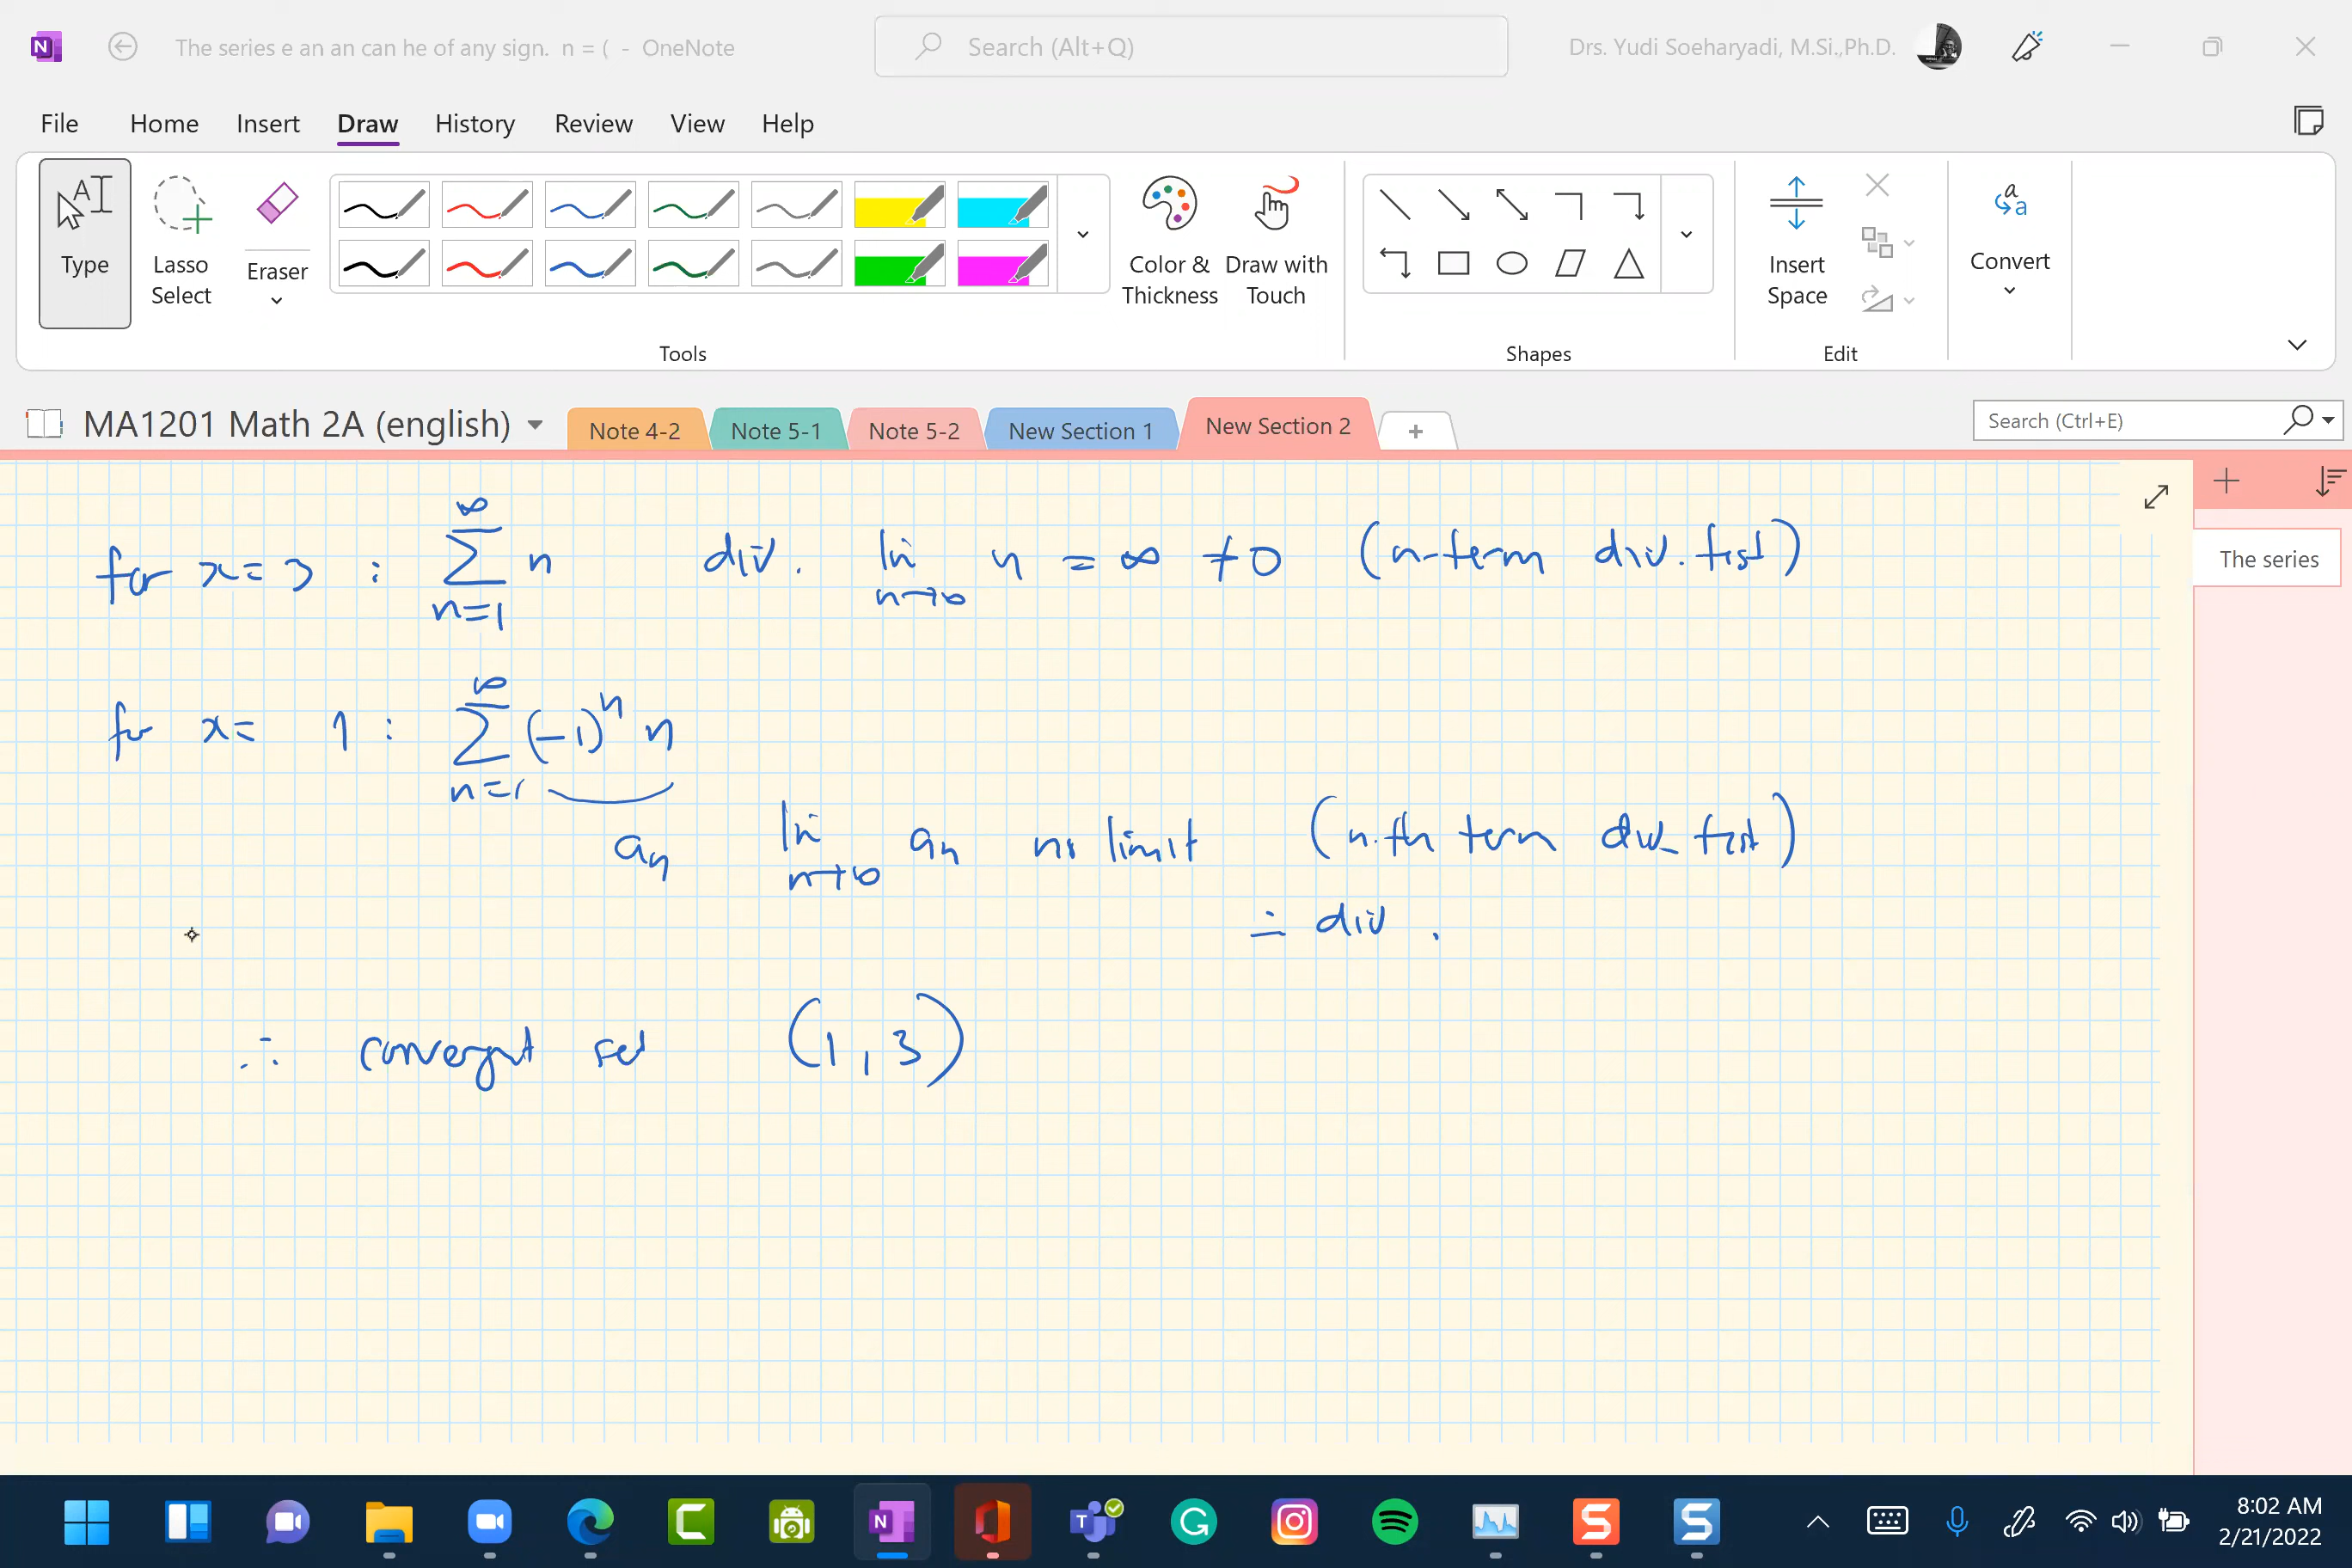 The series e an an can he of any sign. n = ( - OneNote
Search (Alt+Q)
Drs. Yudi Soeharyadi, M.Si.,Ph.D.
File Home Insert Draw History Review View Help
Type
Lasso Select
Eraser
Color & Thickness
Draw with Touch
Insert Space
Convert
Tools
Shapes
Edit
MA1201 Math 2A (english)
Note 4-2
Note 5-1
Note 5-2
New Section 1
New Section 2
Search (Ctrl+E)
The series
for x = 3 : ∑_{n=1}^{∞} n div. lim_{n→∞} n = ∞ ≠ 0 (n-term div. test)
for x = 1 : ∑_{n=1}^{∞} (-1)^n n
a_n lim_{n→∞} a_n no limit (n-th term div. test)
∴ div.
∴ convergent set (1, 3)
8:02 AM
2/21/2022